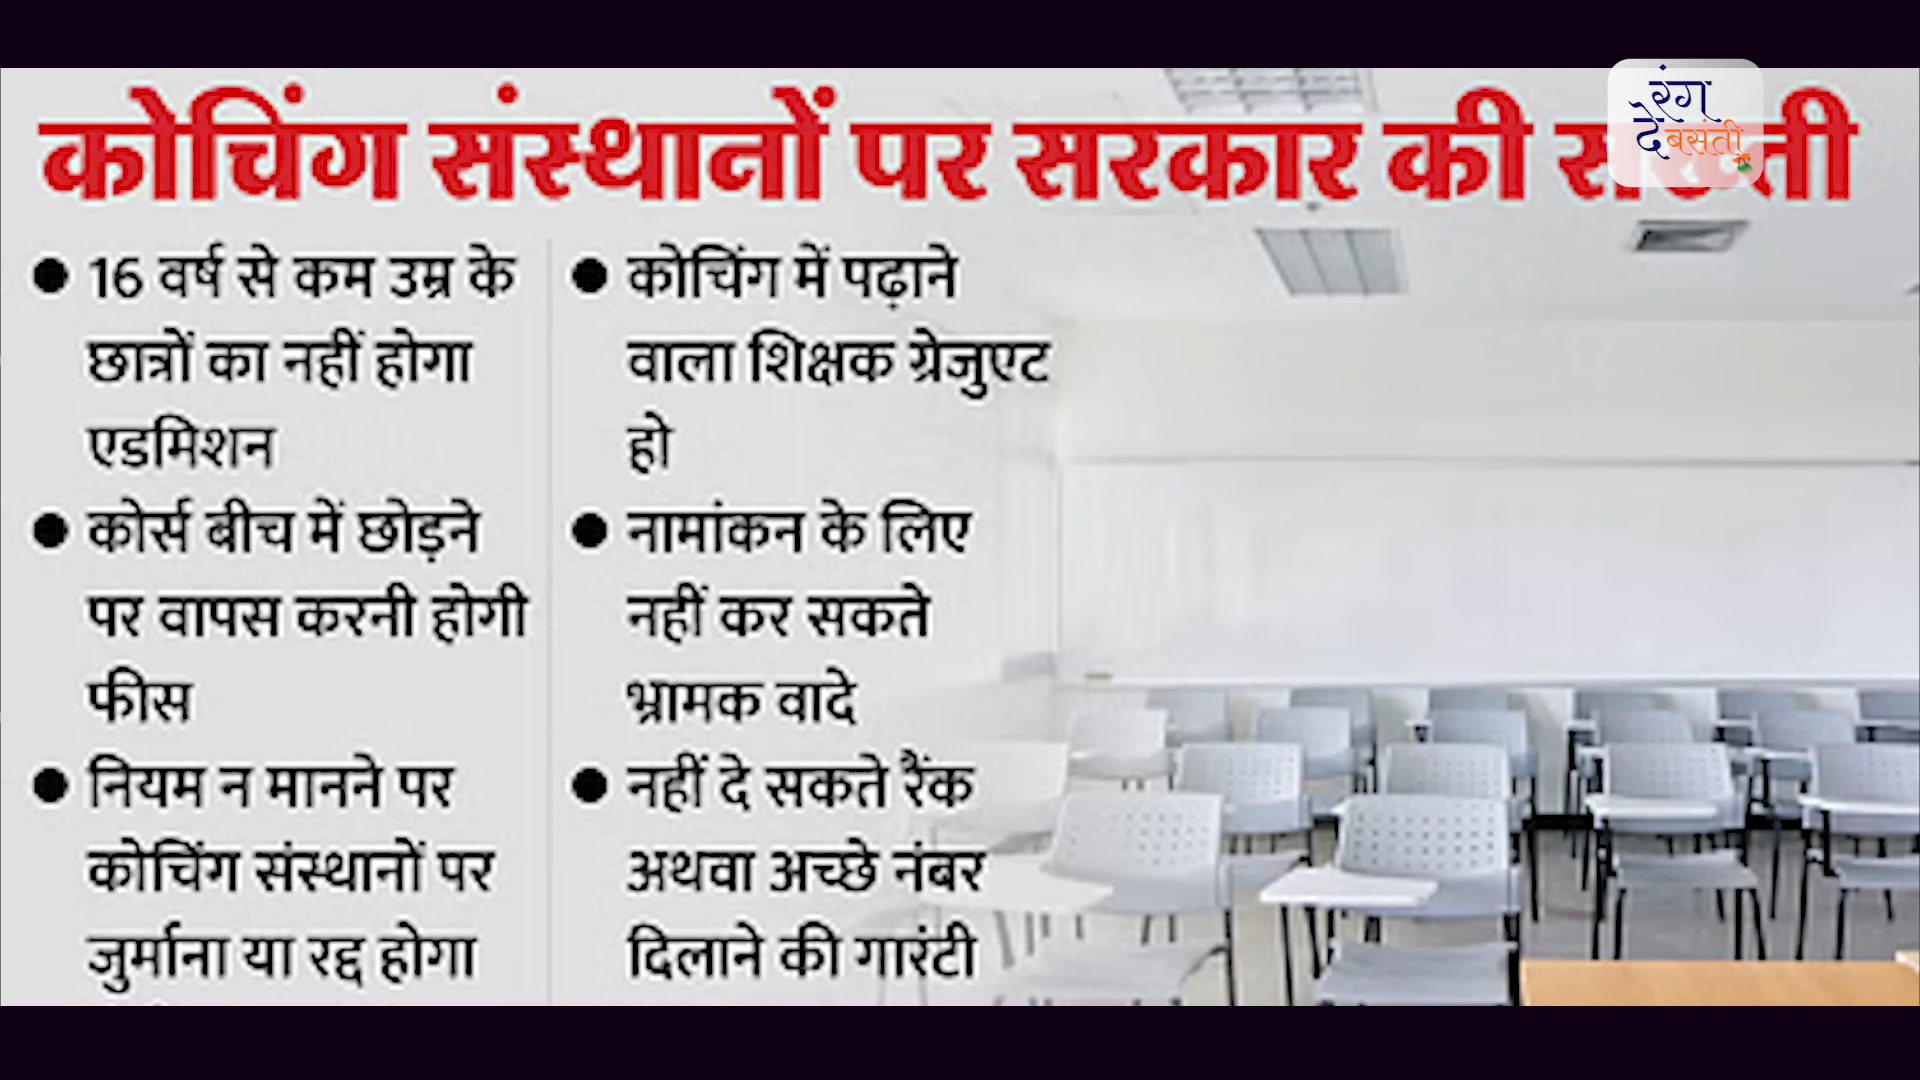 कोचिंग संस्थानों पर सरकार की सख्ती
रंग
दे बसंती
16 वर्ष से कम उम्र के
छात्रों का नहीं होगा
एडमिशन
कोर्स बीच में छोड़ने
पर वापस करनी होगी
फीस
नियम न मानने पर
कोचिंग संस्थानों पर
जुर्माना या रद्द होगा
कोचिंग में पढ़ाने
वाला शिक्षक ग्रेजुएट
हो
नामांकन के लिए
नहीं कर सकते
भ्रामक वादे
नहीं दे सकते रैंक
अथवा अच्छे नंबर
दिलाने की गारंटी